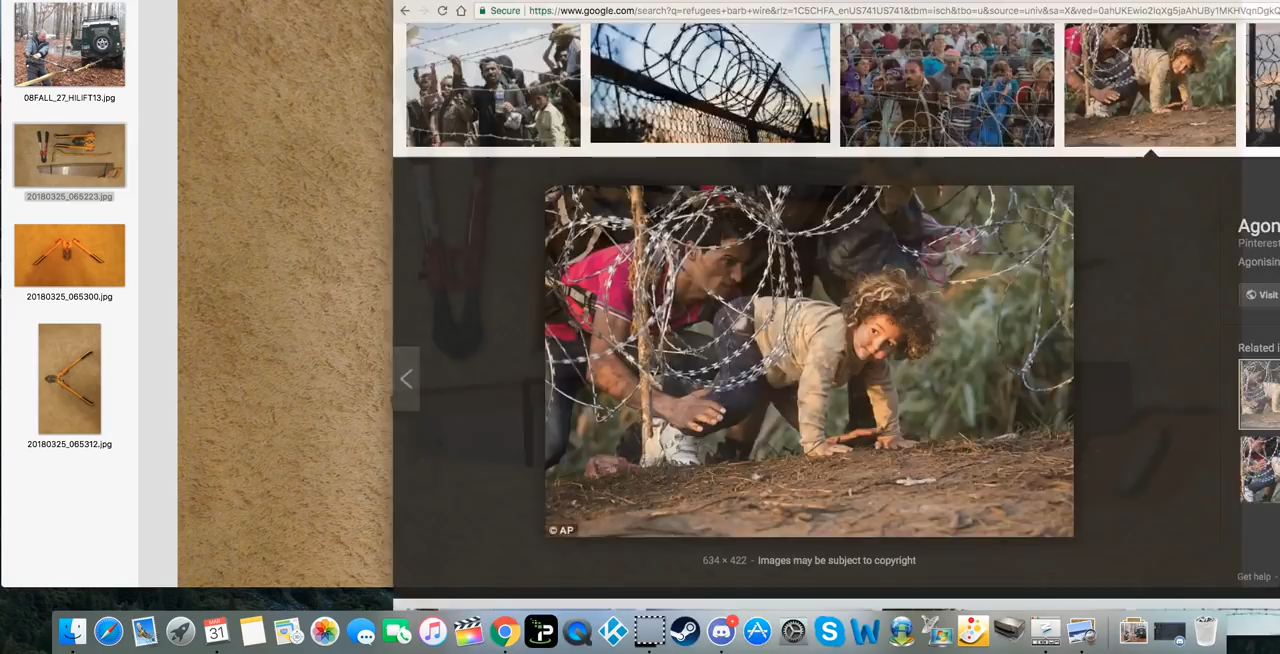 Secure https://www.google.com/search?q=refugees+barb+wire&rlz=1C5CHFA_enUS741US741&tbm=isch&tbo=u&source=univ&sa=X&ved=
08FALL_27_HILIFT13.jpg
20180325_065223.jpg
20180325_065300.jpg
20180325_065312.jpg
© AP
634 × 422 - Images may be subject to copyright
Agon
Pinteres
Agonisin
Visit
Related i
Get help -
MAR
31